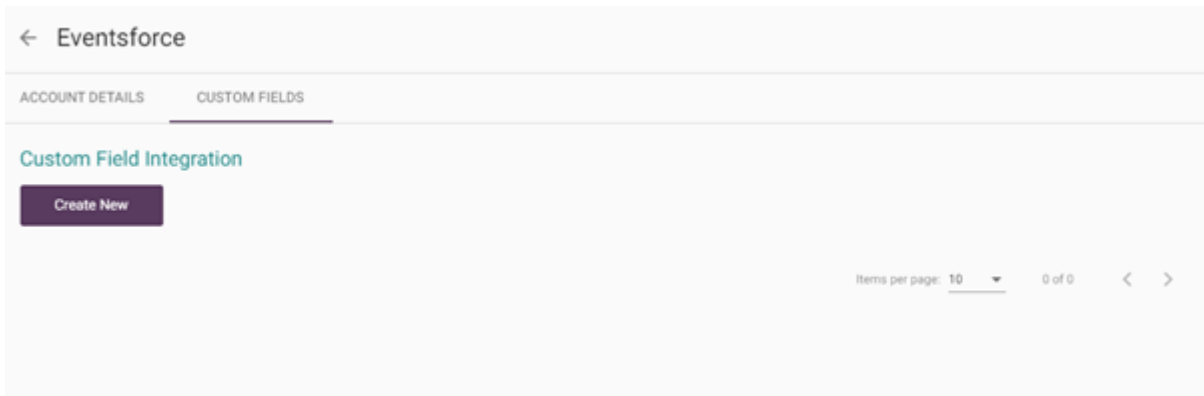 Eventsforce
ACCOUNT DETAILS CUSTOM FIELDS
Custom Field Integration
Create New
Items per page: 10 0 of 0